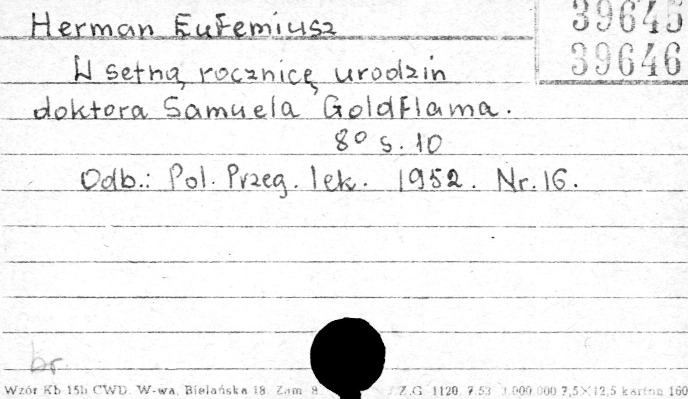 Herman Eufemiusz
39645
39646
W setną rocznicę urodzin
doktora Samuela Goldflama.
8º s. 10
Odb.: Pol. Przeg. lek. 1952. Nr. 16.
br.
Wzór Kb 15b CWD. W-wa, Bielańska 18. Zam 8. Z.G. 1120. 7.53 1.000.000 7,5×12,5 karton 160